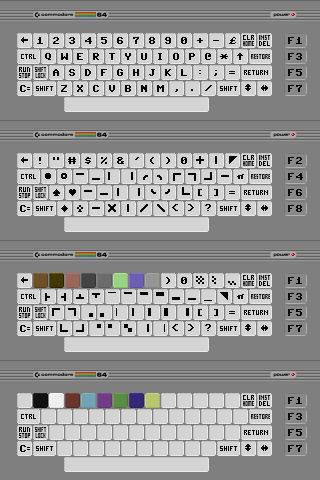 commodore 64 power
← 1 2 3 4 5 6 7 8 9 0 + - £ CLR HOME INST DEL F1
CTRL Q W E R T Y U I O P @ * ↑ RESTORE F3
RUN STOP SHIFT LOCK A S D F G H J K L : ; = RETURN F5
C= SHIFT Z X C V B N M , . / SHIFT F7
commodore 64 power
← ! " # $ % & ' ( ) 0 + CLR HOME INST DEL F2
CTRL π RESTORE F4
RUN STOP SHIFT LOCK ♠ ♥ [ ] = RETURN F6
C= SHIFT ♦ ♣ < > ? SHIFT F8
commodore 64 power
← ) 0 CLR HOME INST DEL F1
CTRL π RESTORE F3
RUN STOP SHIFT LOCK [ ] = RETURN F5
C= SHIFT < > ? SHIFT F7
commodore 64 power
CLR HOME INST DEL F1
CTRL RESTORE F3
RUN STOP SHIFT LOCK RETURN F5
C= SHIFT SHIFT F7